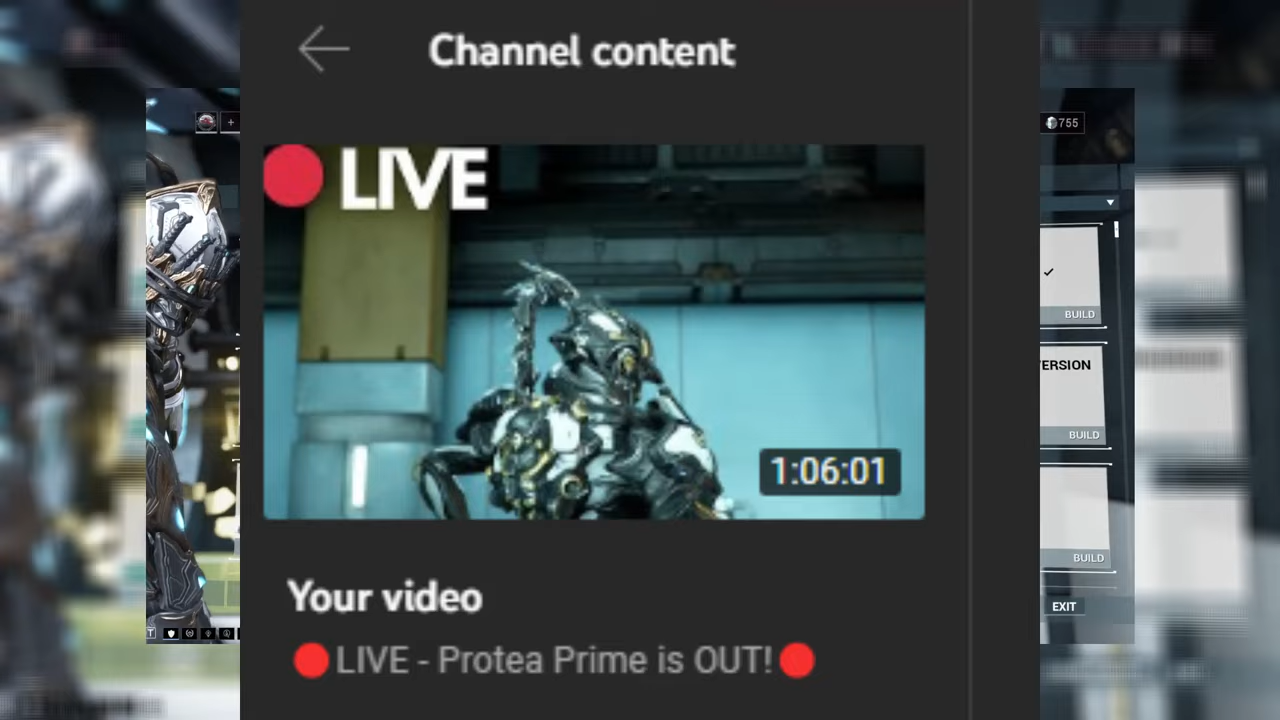 Channel content
LIVE
1:06:01
Your video
🔴LIVE - Protea Prime is OUT!🔴
+
755
BUILD
ERSION
BUILD
BUILD
EXIT
T